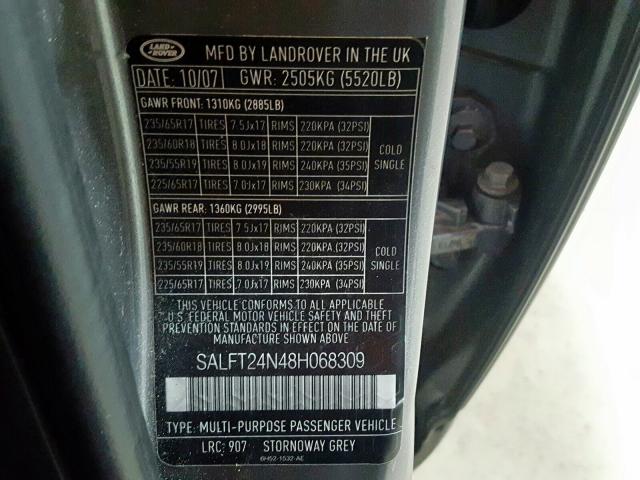 LAND ROVER
MFD BY LANDROVER IN THE UK
DATE: 10/07 GWR: 2505KG (5520LB)
GAWR FRONT: 1310KG (2885LB)
235/65R17 TIRES 7.5Jx17 RIMS 220KPA (32PSI)
235/60R18 TIRES 8.0Jx18 RIMS 220KPA (32PSI)
COLD
235/55R19 TIRES 8.0Jx19 RIMS 240KPA (35PSI)
SINGLE
225/65R17 TIRES 7.0Jx17 RIMS 230KPA (34PSI)
GAWR REAR: 1360KG (2995LB)
235/65R17 TIRES 7.5Jx17 RIMS 220KPA (32PSI)
235/60R18 TIRES 8.0Jx18 RIMS 220KPA (32PSI)
COLD
235/55R19 TIRES 8.0Jx19 RIMS 240KPA (35PSI)
SINGLE
225/65R17 TIRES 7.0Jx17 RIMS 230KPA (34PSI)
THIS VEHICLE CONFORMS TO ALL APPLICABLE
U.S. FEDERAL MOTOR VEHICLE SAFETY AND THEFT
PREVENTION STANDARDS IN EFFECT ON THE DATE
OF MANUFACTURE SHOWN ABOVE.
SALFT24N48H068309
TYPE: MULTI-PURPOSE PASSENGER VEHICLE
LRC: 907 STORNOWAY GREY
6H52-1532-AE